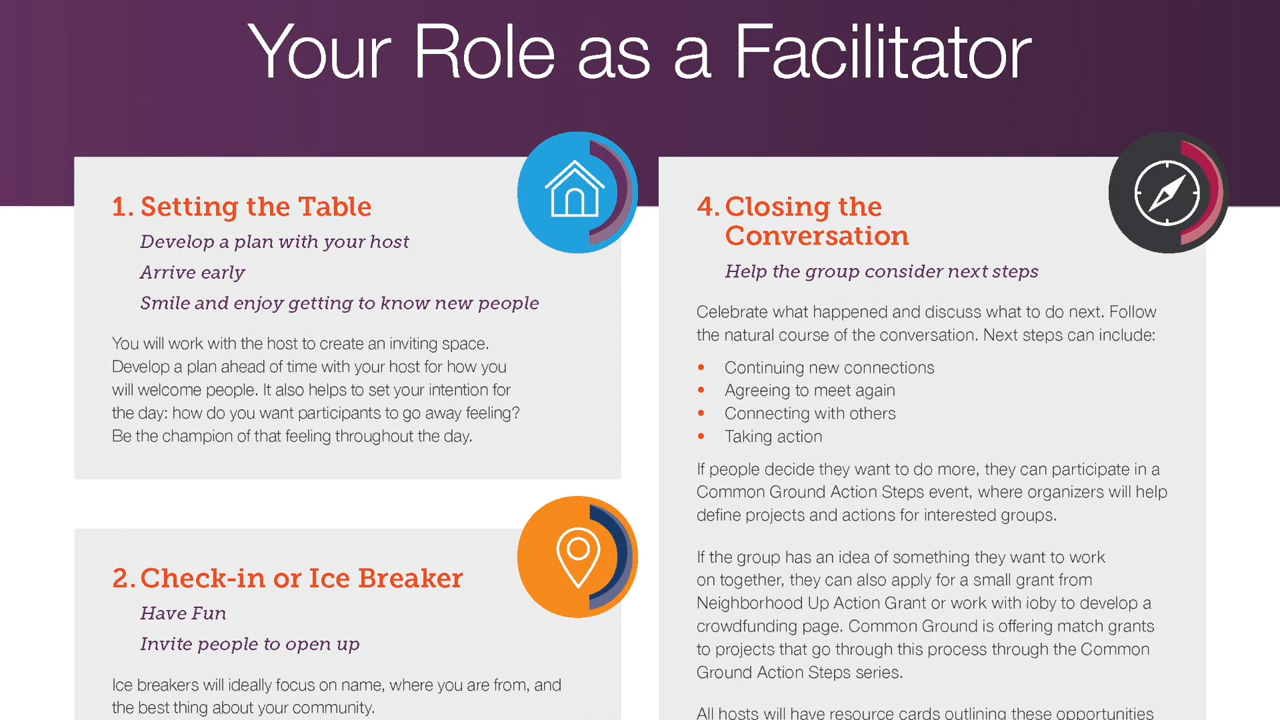 Your Role as a Facilitator
1. Setting the Table
Develop a plan with your host
Arrive early
Smile and enjoy getting to know new people
You will work with the host to create an inviting space.
Develop a plan ahead of time with your host for how you
will welcome people. It also helps to set your intention for
the day: how do you want participants to go away feeling?
Be the champion of that feeling throughout the day.
2. Check-in or Ice Breaker
Have Fun
Invite people to open up
Ice breakers will ideally focus on name, where you are from, and
the best thing about your community.
4. Closing the
Conversation
Help the group consider next steps
Celebrate what happened and discuss what to do next. Follow
the natural course of the conversation. Next steps can include:
• Continuing new connections
• Agreeing to meet again
• Connecting with others
• Taking action
If people decide they want to do more, they can participate in a
Common Ground Action Steps event, where organizers will help
define projects and actions for interested groups.
If the group has an idea of something they want to work
on together, they can also apply for a small grant from
Neighborhood Up Action Grant or work with ioby to develop a
crowdfunding page. Common Ground is offering match grants
to projects that go through this process through the Common
Ground Action Steps series.
All hosts will have resource cards outlining these opportunities